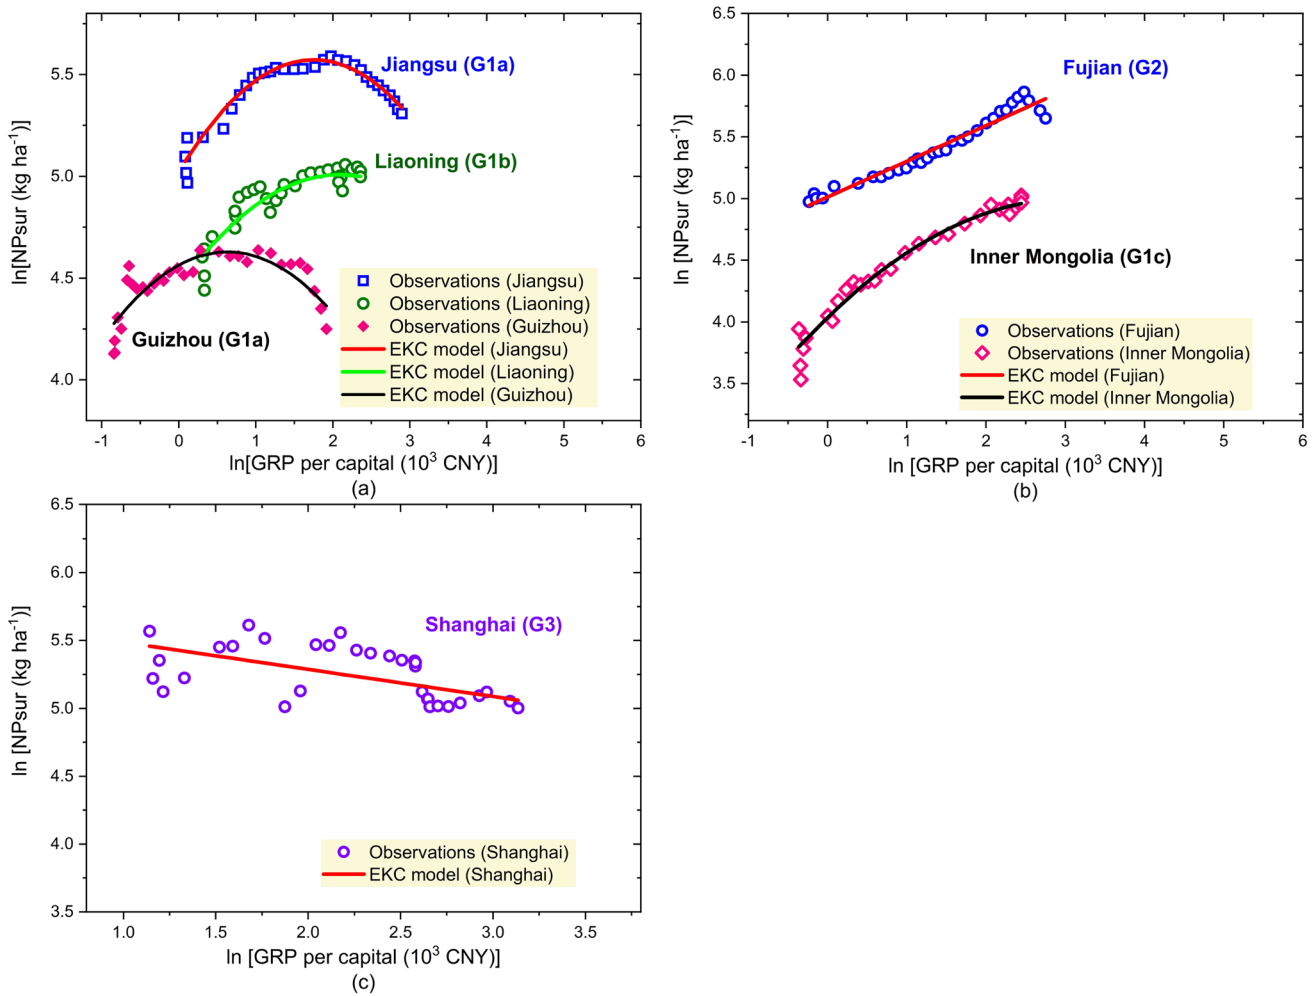 5.5
5.0
4.5
4.0
-1 0 1 2 3 4 5 6
ln[NPsur (kg ha⁻¹)]
ln[GRP per capital (10³ CNY)]
(a)
Jiangsu (G1a)
Liaoning (G1b)
Guizhou (G1a)
Observations (Jiangsu)
Observations (Liaoning)
Observations (Guizhou)
EKC model (Jiangsu)
EKC model (Liaoning)
EKC model (Guizhou)
6.5
6.0
5.5
5.0
4.5
4.0
3.5
-1 0 1 2 3 4 5 6
ln [NPsur (kg ha⁻¹)]
ln [GRP per capital (10³ CNY)]
(b)
Fujian (G2)
Inner Mongolia (G1c)
Observations (Fujian)
Observations (Inner Mongolia)
EKC model (Fujian)
EKC model (Inner Mongolia)
6.5
6.0
5.5
5.0
4.5
4.0
3.5
1.0 1.5 2.0 2.5 3.0 3.5
ln [NPsur (kg ha⁻¹)]
ln [GRP per capital (10³ CNY)]
(c)
Shanghai (G3)
Observations (Shanghai)
EKC model (Shanghai)